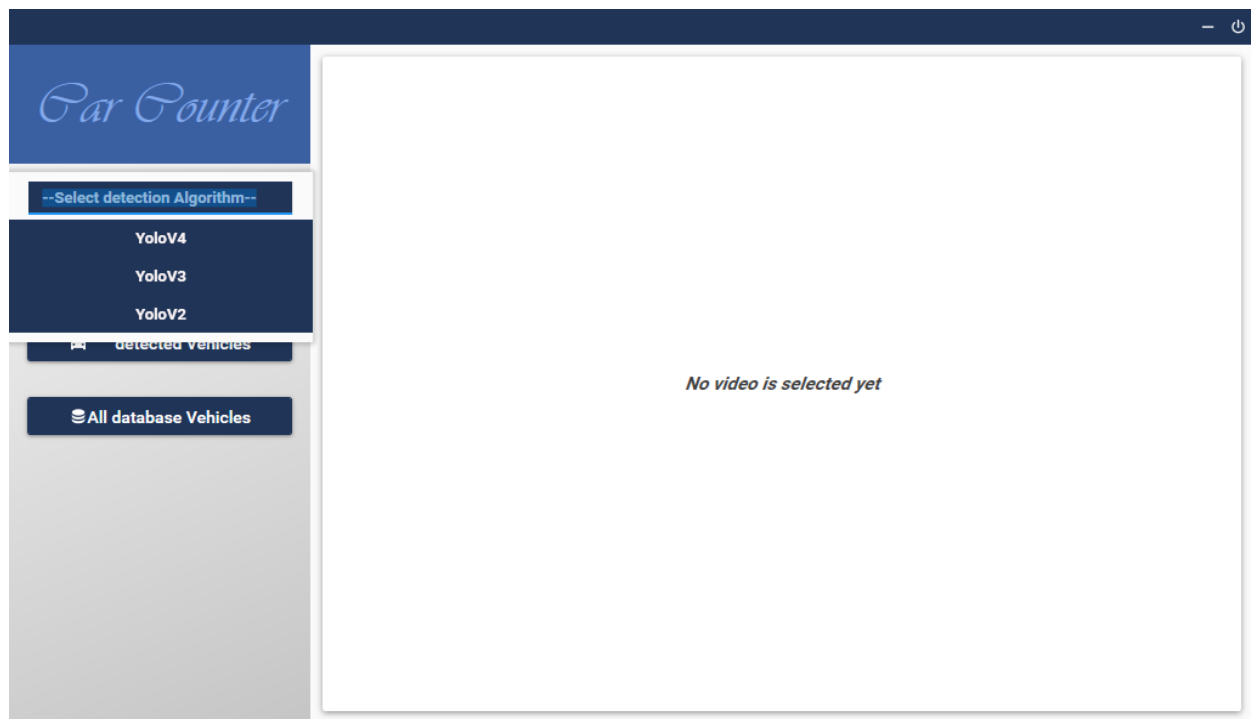 Car Counter
--Select detection Algorithm--
YoloV4
YoloV3
YoloV2
detected Vehicles
All database Vehicles
No video is selected yet